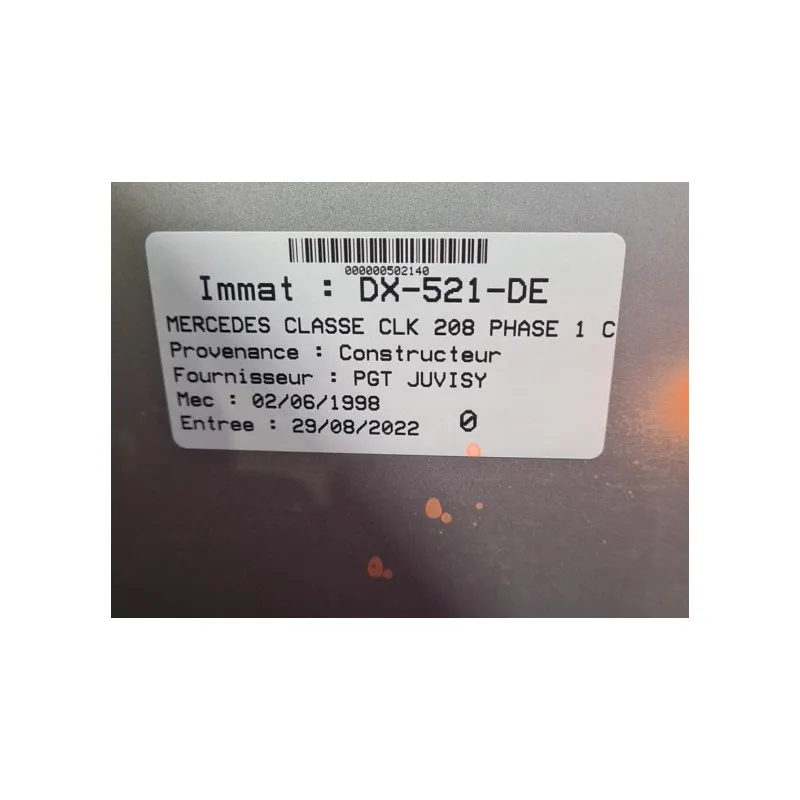 000000502140
Immat : DX-521-DE
MERCEDES CLASSE CLK 208 PHASE 1 C
Provenance : Constructeur
Fournisseur : PGT JUVISY
Mec : 02/06/1998
Entree : 29/08/2022 0